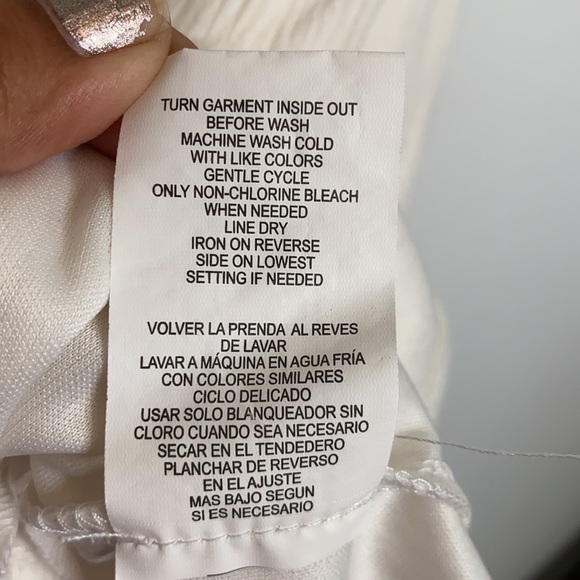 TURN GARMENT INSIDE OUT
BEFORE WASH
MACHINE WASH COLD
WITH LIKE COLORS
GENTLE CYCLE
ONLY NON-CHLORINE BLEACH
WHEN NEEDED
LINE DRY
IRON ON REVERSE
SIDE ON LOWEST
SETTING IF NEEDED
VOLVER LA PRENDA AL REVES
DE LAVAR
LAVAR A MÁQUINA EN AGUA FRÍA
CON COLORES SIMILARES
CICLO DELICADO
USAR SOLO BLANQUEADOR SIN
CLORO CUANDO SEA NECESARIO
SECAR EN EL TENDEDERO
PLANCHAR DE REVERSO
EN EL AJUSTE
MAS BAJO SEGUN
SI ES NECESARIO